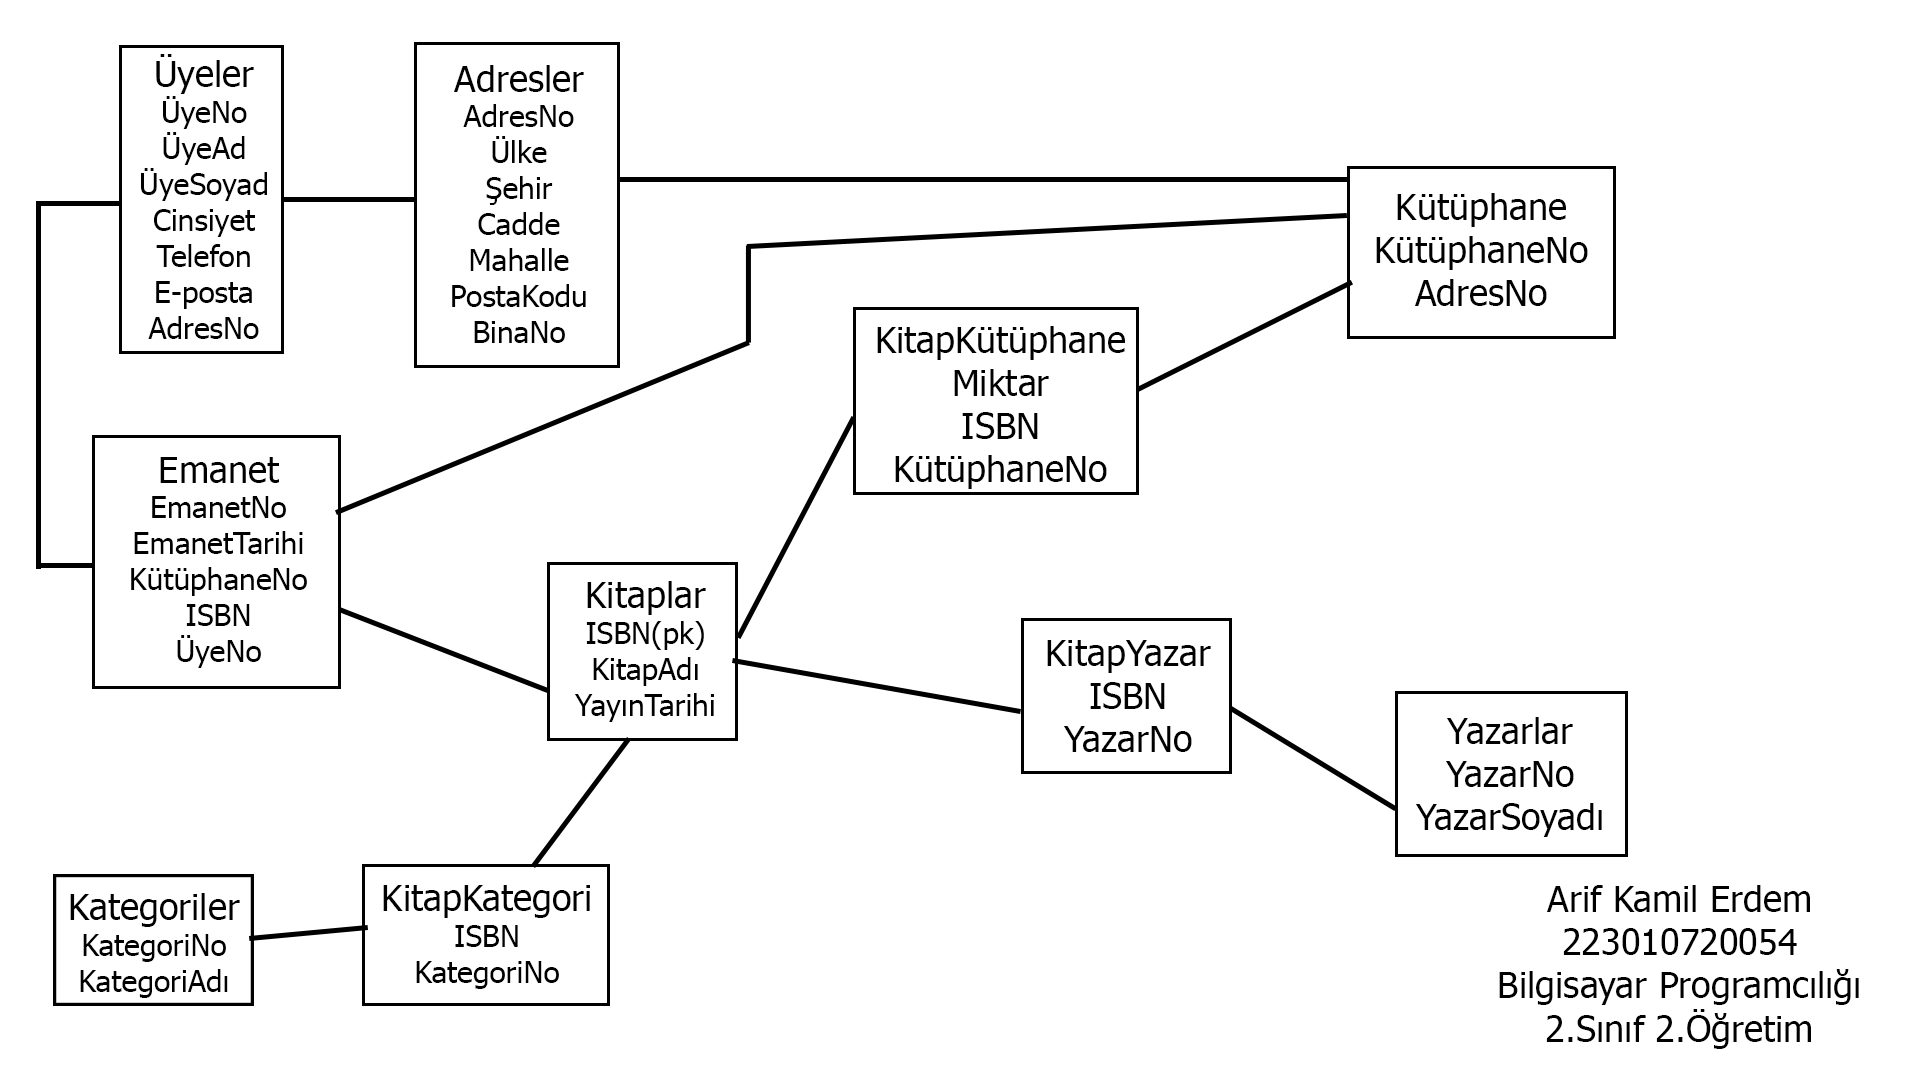 Üyeler
ÜyeNo
ÜyeAd
ÜyeSoyad
Cinsiyet
Telefon
E-posta
AdresNo
Adresler
AdresNo
Ülke
Şehir
Cadde
Mahalle
PostaKodu
BinaNo
Kütüphane
KütüphaneNo
AdresNo
KitapKütüphane
Miktar
ISBN
KütüphaneNo
Emanet
EmanetNo
EmanetTarihi
KütüphaneNo
ISBN
ÜyeNo
Kitaplar
ISBN(pk)
KitapAdı
YayınTarihi
KitapYazar
ISBN
YazarNo
Yazarlar
YazarNo
YazarSoyadı
Kategoriler
KategoriNo
KategoriAdı
KitapKategori
ISBN
KategoriNo
Arif Kamil Erdem
223010720054
Bilgisayar Programcılığı
2.Sınıf 2.Öğretim